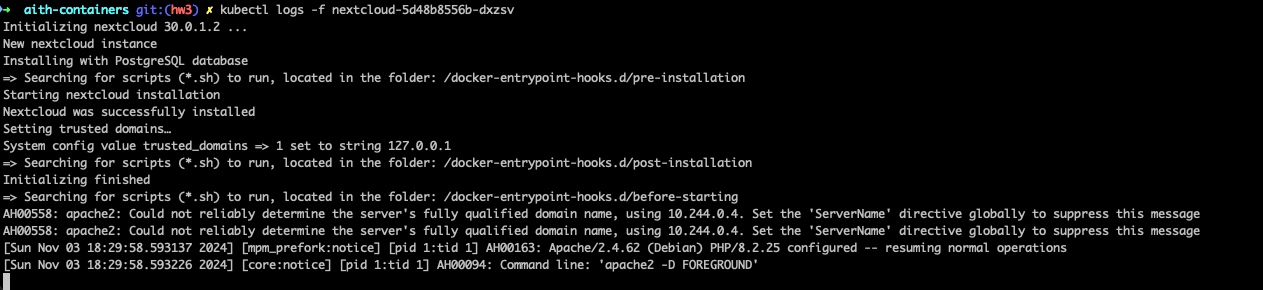 → aith-containers git:(hw3) ✗ kubectl logs -f nextcloud-5d48b8556b-dxzsv
Initializing nextcloud 30.0.1.2 ...
New nextcloud instance
Installing with PostgreSQL database
=> Searching for scripts (*.sh) to run, located in the folder: /docker-entrypoint-hooks.d/pre-installation
Starting nextcloud installation
Nextcloud was successfully installed
Setting trusted domains…
System config value trusted_domains => 1 set to string 127.0.0.1
=> Searching for scripts (*.sh) to run, located in the folder: /docker-entrypoint-hooks.d/post-installation
Initializing finished
=> Searching for scripts (*.sh) to run, located in the folder: /docker-entrypoint-hooks.d/before-starting
AH00558: apache2: Could not reliably determine the server's fully qualified domain name, using 10.244.0.4. Set the 'ServerName' directive globally to suppress this message
AH00558: apache2: Could not reliably determine the server's fully qualified domain name, using 10.244.0.4. Set the 'ServerName' directive globally to suppress this message
[Sun Nov 03 18:29:58.593137 2024] [mpm_prefork:notice] [pid 1:tid 1] AH00163: Apache/2.4.62 (Debian) PHP/8.2.25 configured -- resuming normal operations
[Sun Nov 03 18:29:58.593226 2024] [core:notice] [pid 1:tid 1] AH00094: Command line: 'apache2 -D FOREGROUND'